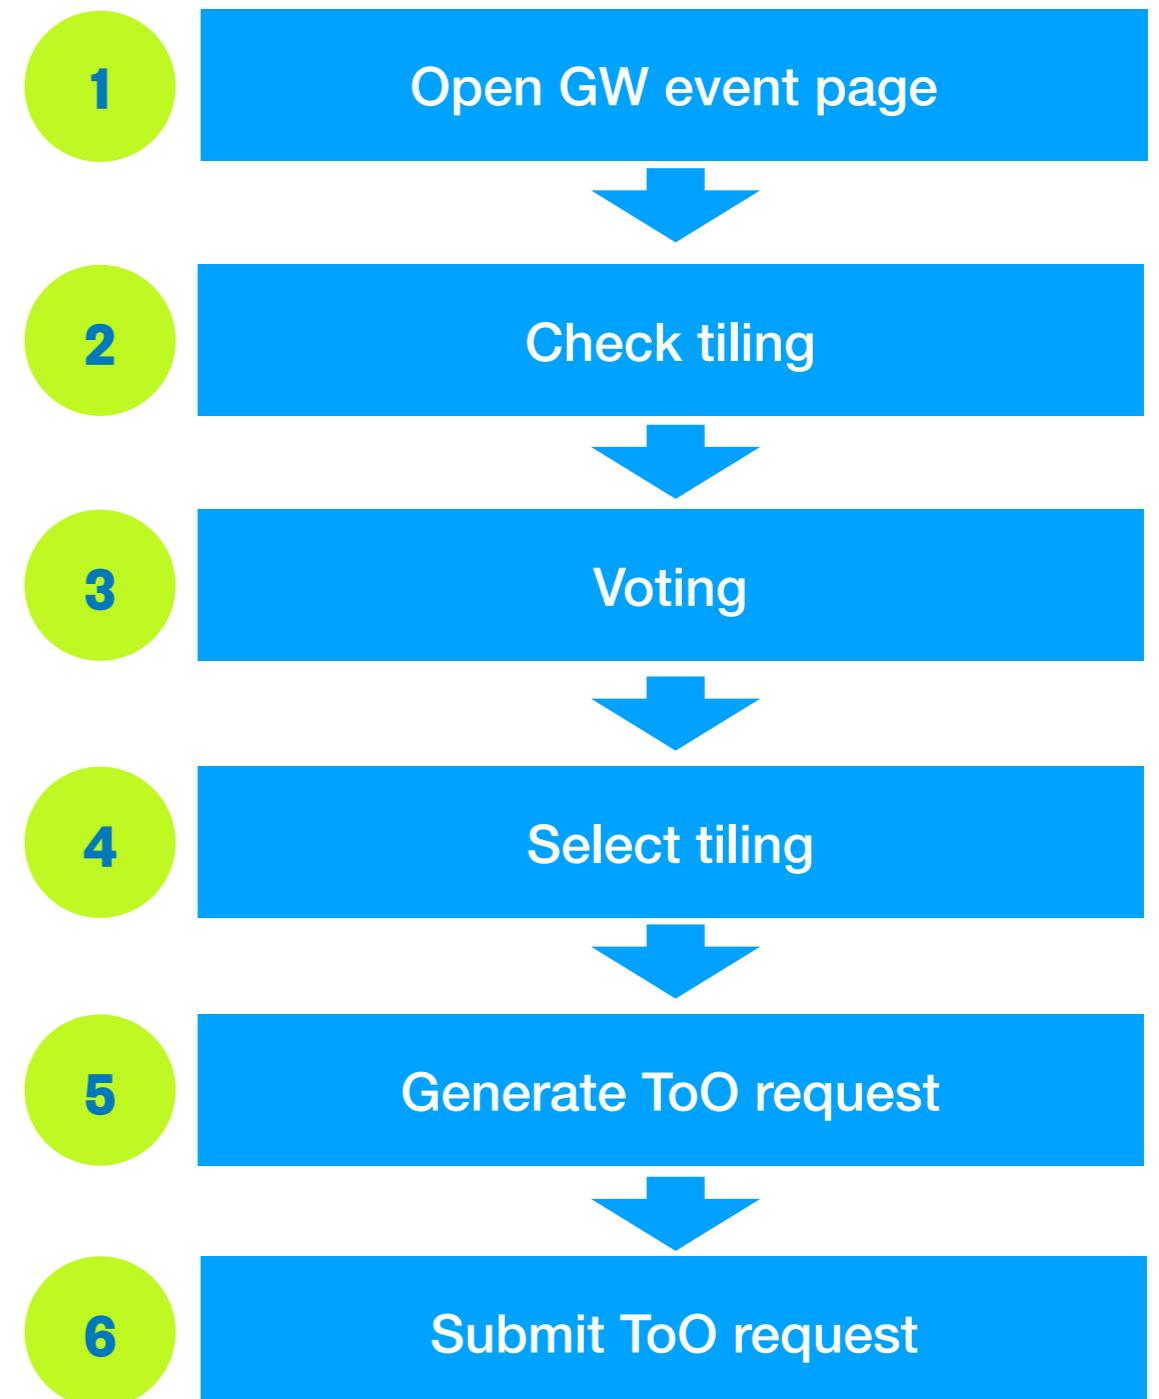 1
Open GW event page
2
Check tiling
3
Voting
4
Select tiling
5
Generate ToO request
6
Submit ToO request